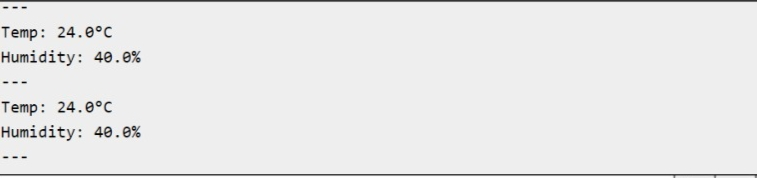 ---
Temp: 24.0°C
Humidity: 40.0%
---
Temp: 24.0°C
Humidity: 40.0%
---